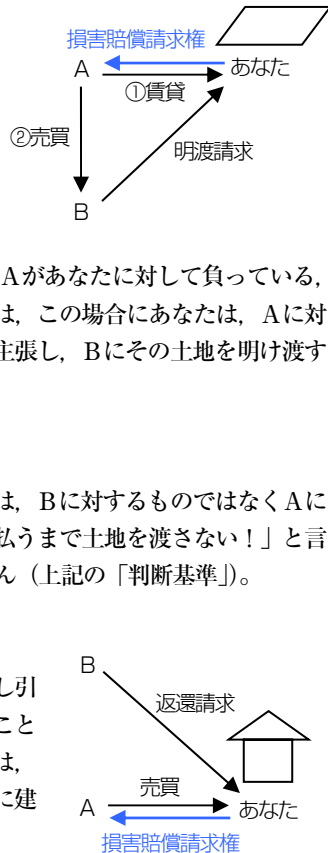 損害賠償請求権
A あなた
①賃貸
②売買
明渡請求
B
Aがあなたに対して負っている,
は,この場合にあなたは,Aに対
主張し,Bにその土地を明け渡す
は,Bに対するものではなくAに
払うまで土地を渡さない!」と言
ん(上記の「判断基準」)。
し引
こと
は,
に建
B
返還請求
売買
A あなた
損害賠償請求権